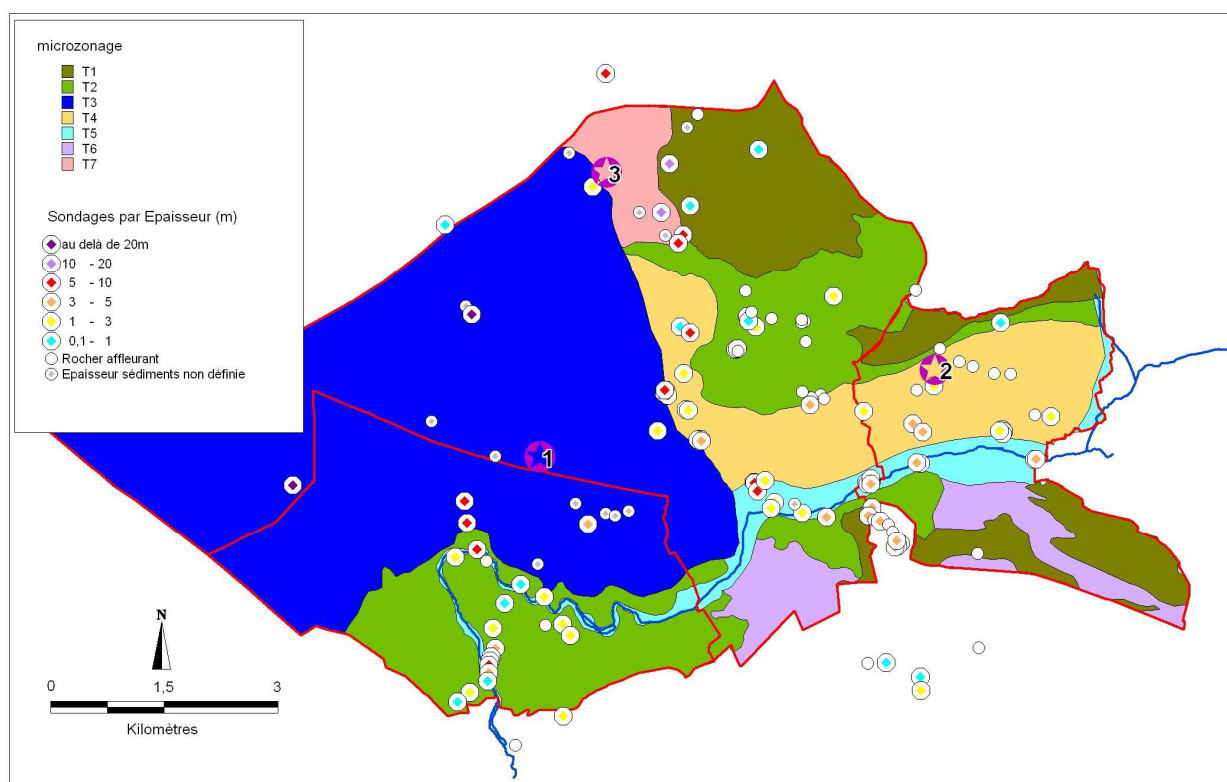 microzonage
T1
T2
T3
T4
T5
T6
T7
Sondages par Epaisseur (m)
au delà de 20m
10 - 20
5 - 10
3 - 5
1 - 3
0,1 - 1
Rocher affleurant
Epaisseur sédiments non définie
3
2
1
N
0 1,5 3
Kilomètres